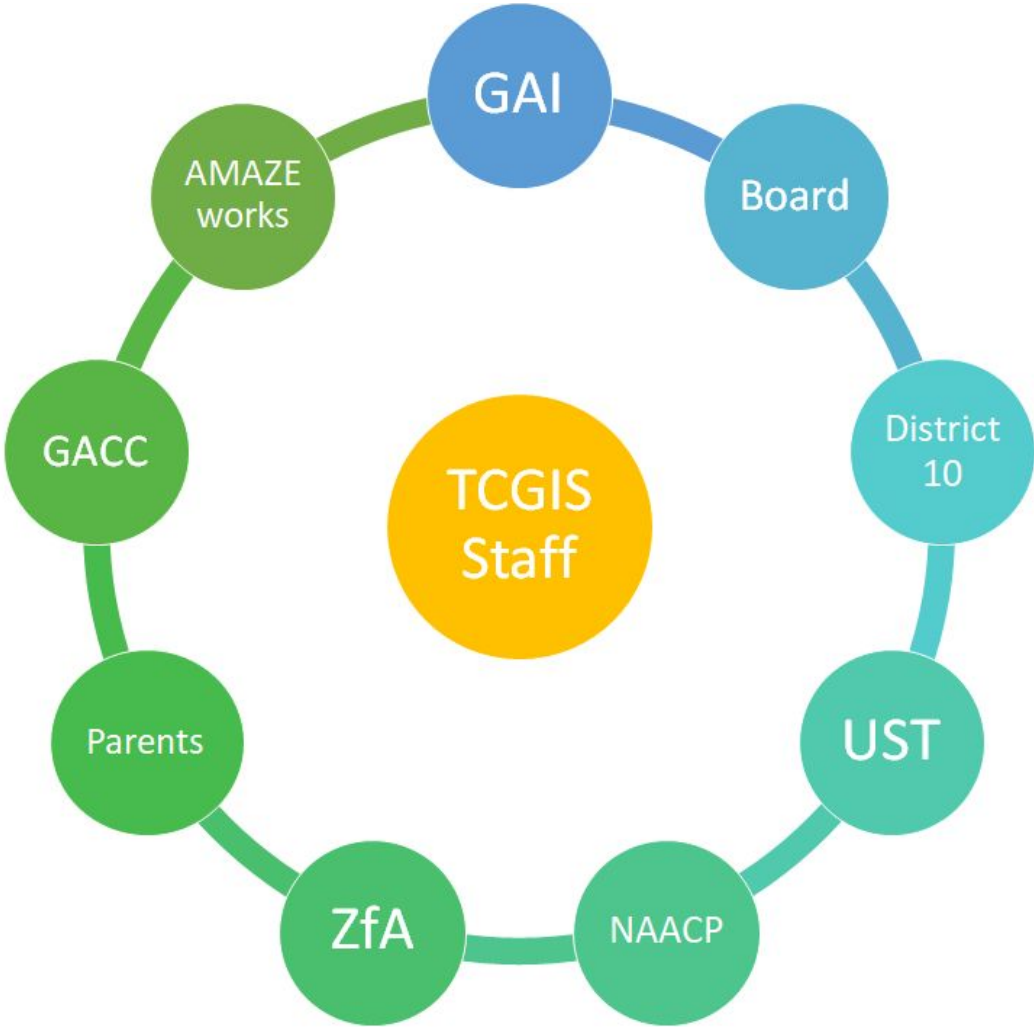 GAI
Board
District
10
UST
NAACP
ZfA
Parents
GACC
AMAZE
works
TCGIS
Staff